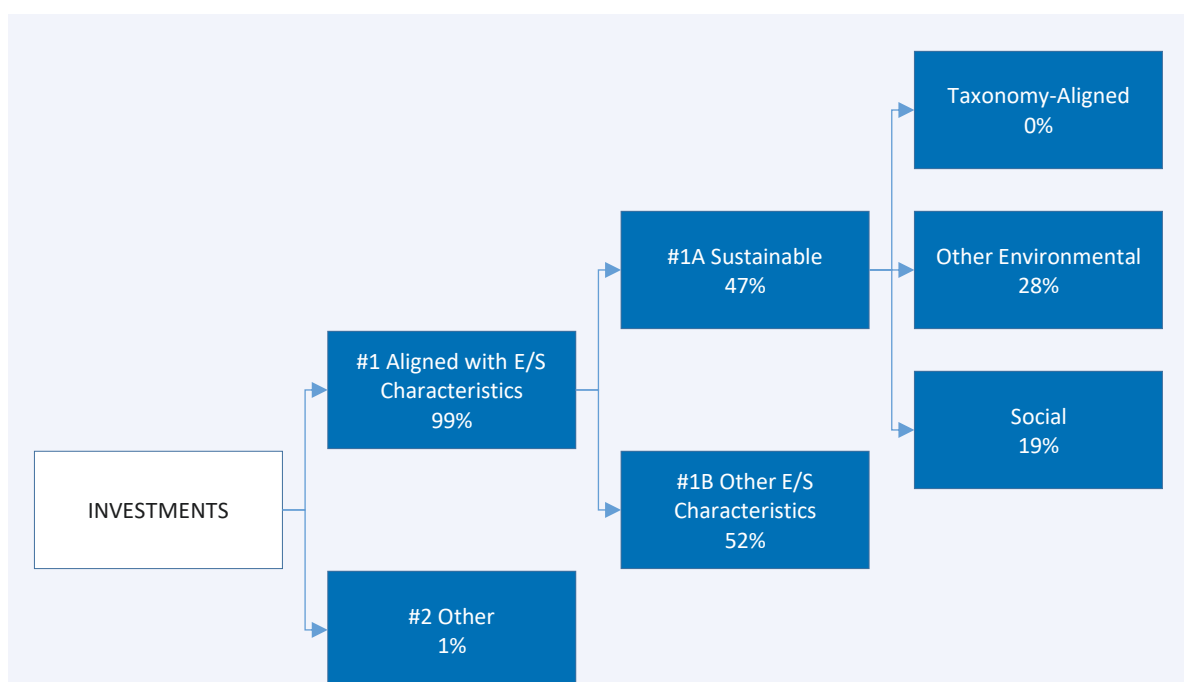 INVESTMENTS
#1 Aligned with E/S
Characteristics
99%
#2 Other
1%
#1A Sustainable
47%
#1B Other E/S
Characteristics
52%
Taxonomy-Aligned
0%
Other Environmental
28%
Social
19%